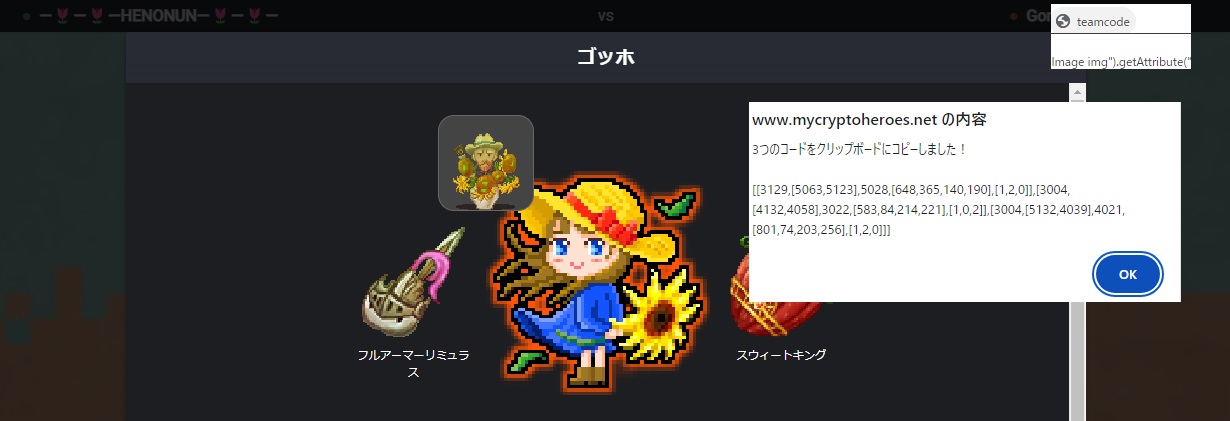 —🌷—🌷—HENONUN—🌷—🌷—
VS
Gor
teamcode
ゴッホ
Image img").getAttribute("
www.mycryptoheroes.net の内容
3つのコードをクリップボードにコピーしました！
[[3129,[5063,5123],5028,[648,365,140,190],[1,2,0]],[3004,
[4132,4058],3022,[583,84,214,221],[1,0,2]],[3004,[5132,4039],4021,
[801,74,203,256],[1,2,0]]]
OK
フルアーマーリミュラ
ス
スウィートキング